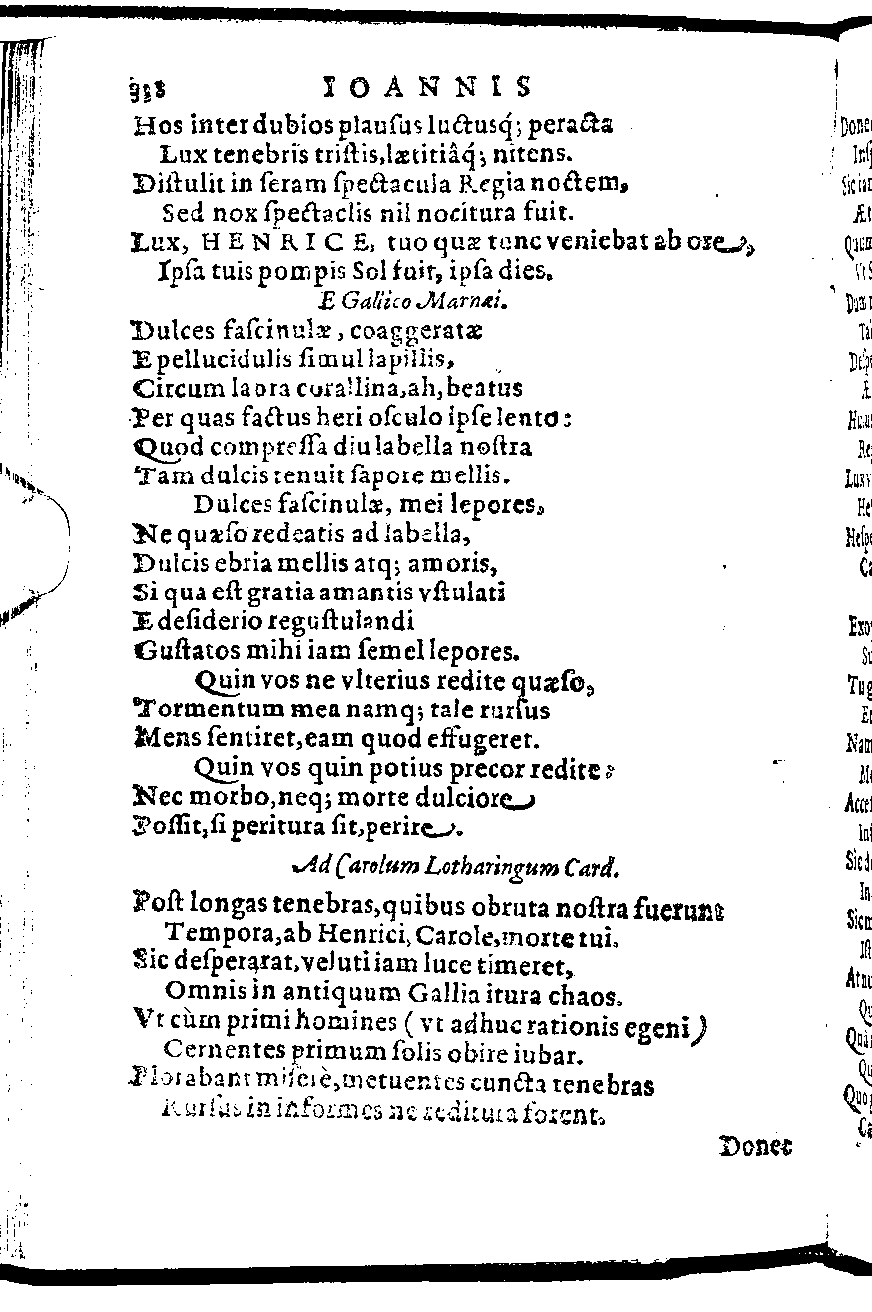 938 IOANNIS
Hos inter dubios plauſus luctusq́; peracta
Lux tenebris triſtis, lætitiâq́; nitens.
Diſtulit in ſeram ſpectacula Regia noctem,
Sed nox ſpectaclis nil nocitura fuit.
Lux, HENRICE, tuo quæ tunc veniebat ab ore,
Ipſa tuis pompis Sol fuit, ipſa dies.
E Gallico Marnæi.
Dulces faſcinulæ, coaggeratæ
E pellucidulis ſimul lapillis,
Circum labra corallina, ah, beatus
Per quas factus heri oſculo ipſe lento:
Quod compreſſa diu labella noſtra
Tam dulcis tenuit ſapore mellis.
Dulces faſcinulæ, mei lepores,
Ne quæſo redeatis ad labella,
Dulcis ebria mellis atq; amoris,
Si qua eſt gratia amantis vſtulati
E deſiderio reguſtulandi
Guſtatos mihi iam ſemel lepores.
Quin vos ne vlterius redite quæſo,
Tormentum mea namq; tale rurſus
Mens ſentiret, eam quod effugeret.
Quin vos quin potius precor redite:
Nec morbo, neq; morte dulciore
Poſſit, ſi peritura ſit, perire.
Ad Carolum Lotharingum Card.
Poſt longas tenebras, quibus obruta noſtra fuerunt
Tempora, ab Henrici, Carole, morte tui,
Sic deſperarat, veluti iam luce timeret,
Omnis in antiquum Gallia itura chaos.
Vt cùm primi homines (vt adhuc rationis egeni)
Cernentes primum ſolis obire iubar.
Plorabant miſerè, metuentes cuncta tenebras
Rurſus in informes ne reditura forent,
Donec